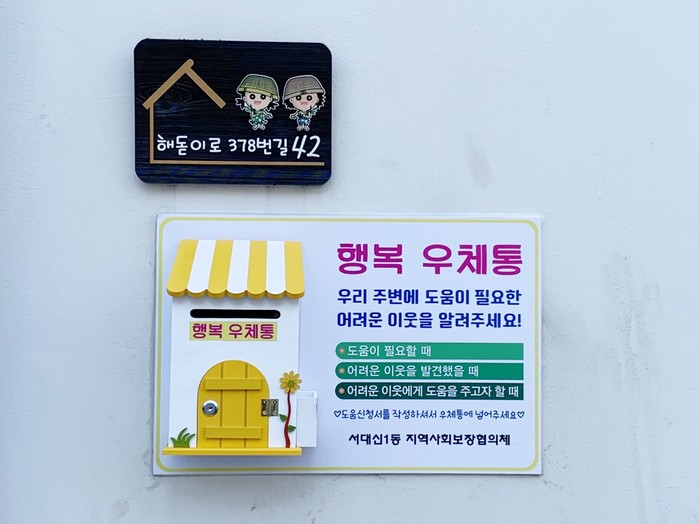 해돋이로 378번길 42
행복 우체통
행복 우체통
우리 주변에 도움이 필요한
어려운 이웃을 알려주세요!
도움이 필요할 때
어려운 이웃을 발견했을 때
어려운 이웃에게 도움을 주고자 할 때
♡도움신청서를 작성하셔서 우체통에 넣어주세요♡
서대신1동 지역사회보장협의체